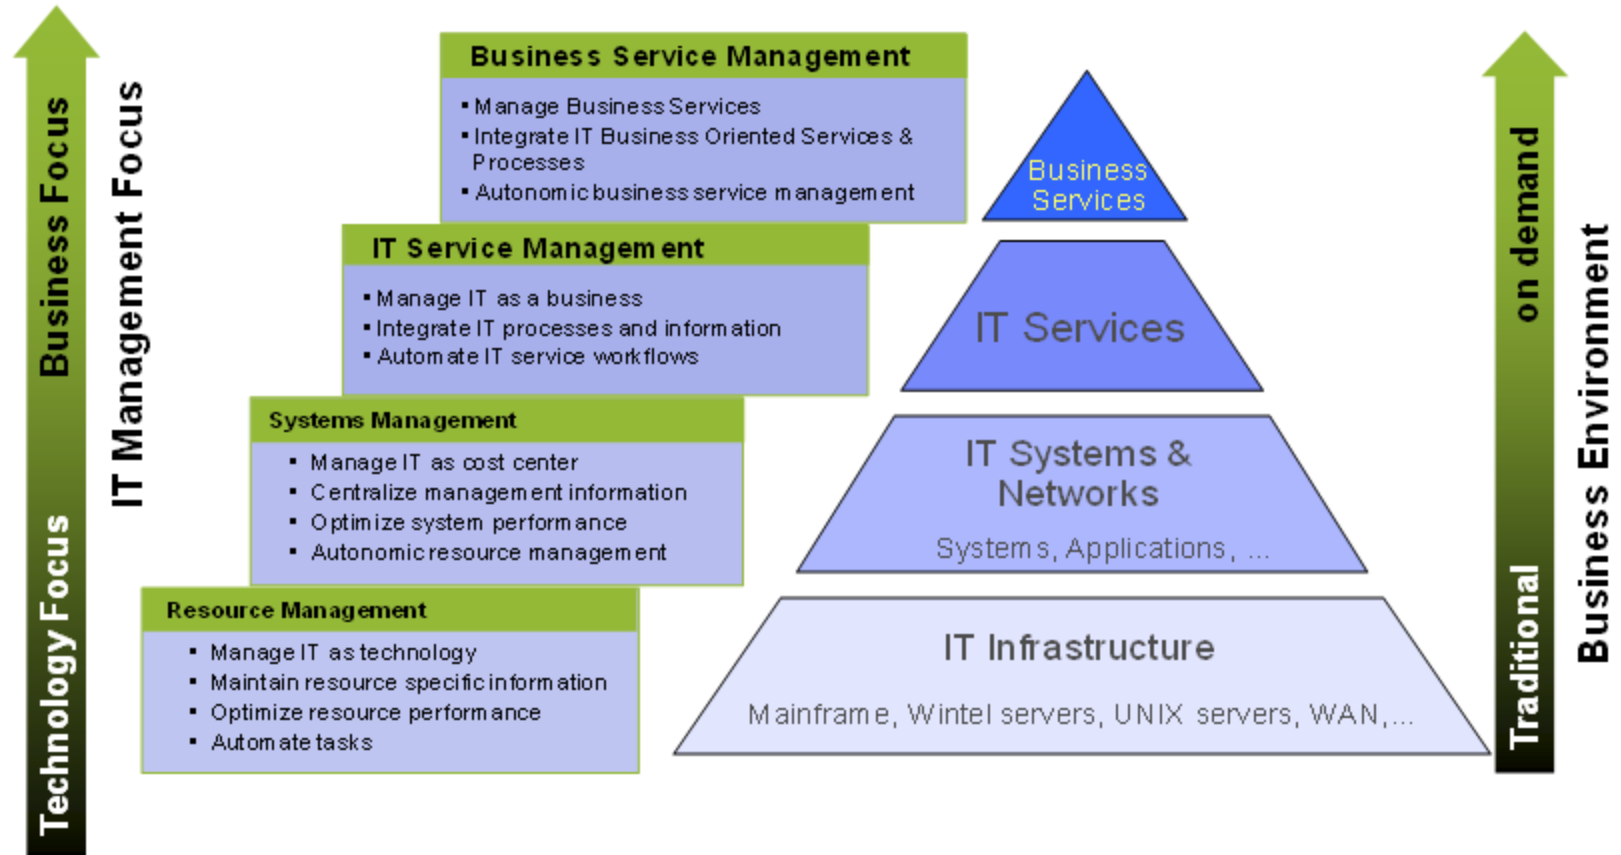 Business Service Management
▪ Manage Business Services
▪ Integrate IT Business Oriented Services &
Processes
▪ Autonomic business service management
IT Service Management
▪ Manage IT as a business
▪ Integrate IT processes and information
▪ Automate IT service workflows
Systems Management
▪ Manage IT as cost center
▪ Centralize management information
▪ Optimize system performance
▪ Autonomic resource management
Resource Management
▪ Manage IT as technology
▪ Maintain resource specific information
▪ Optimize resource performance
▪ Automate tasks
Business
Services
IT Services
IT Systems &
Networks
Systems, Applications, ...
IT Infrastructure
Mainframe, Wintel servers, UNIX servers, WAN,...
Technology Focus
Business Focus
IT Management Focus
Traditional
on demand
Business Environment